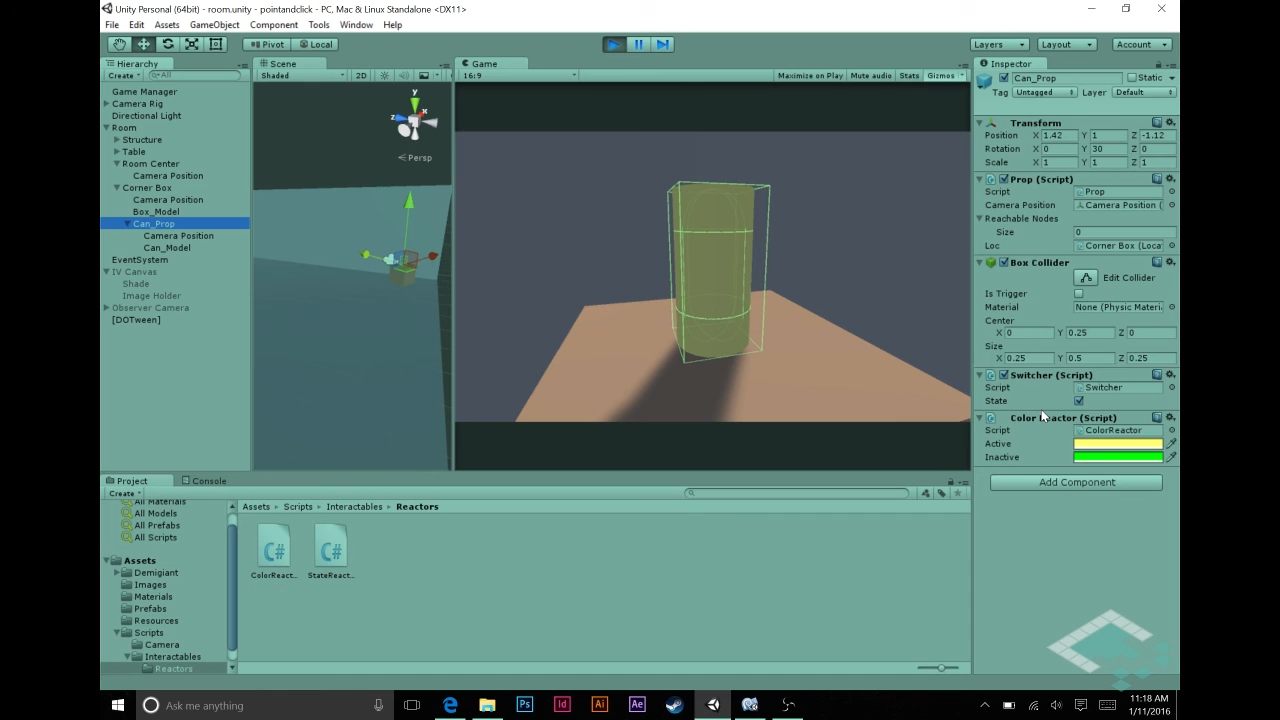 Unity Personal (64bit) - room.unity - pointandclick - PC, Mac & Linux Standalone <DX11>
File Edit Assets GameObject Component Tools Window Help
Pivot Local
Layers Layout Account
Hierarchy
Create All
Game Manager
Camera Rig
Directional Light
Room
Structure
Table
Room Center
Camera Position
Corner Box
Camera Position
Box_Model
Can_Prop
Camera Position
Can_Model
EventSystem
IV Canvas
Shade
Image Holder
Observer Camera
[DOTween]
Scene
Shaded 2D
y
x
z
Persp
Game
16:9 Maximize on Play Mute audio Stats Gizmos
Inspector
Can_Prop Static
Tag Untagged Layer Default
Transform
Position X 1.42 Y 1 Z -1.12
Rotation X 0 Y 30 Z 0
Scale X 1 Y 1 Z 1
Prop (Script)
Script Prop
Camera Position Camera Position (
Reachable Nodes
Size 0
Loc Corner Box (Loca
Box Collider
Edit Collider
Is Trigger
Material None (Physic Materi
Center
X 0 Y 0.25 Z 0
Size
X 0.25 Y 0.5 Z 0.25
Switcher (Script)
Script Switcher
State
Color Reactor (Script)
Script ColorReactor
Active
Inactive
Add Component
Project Console
Create
All Materials
All Models
All Prefabs
All Scripts
Assets
Demigiant
Images
Materials
Prefabs
Resources
Scripts
Camera
Interactables
Reactors
Assets Scripts Interactables Reactors
C# C#
ColorReact... StateReact...
Ask me anything
Ps Id Ai Ae
11:18 AM
1/11/2016